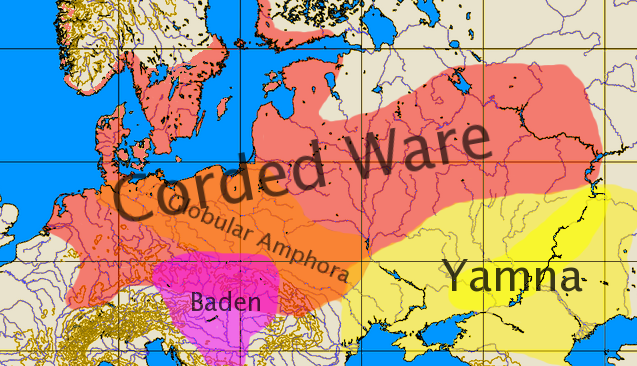 Corded Ware
Globular Amphora
Baden
Yamna